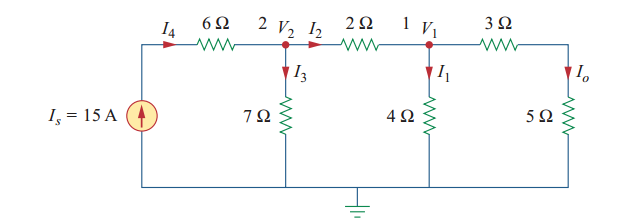 I₄ 6 Ω 2 V₂ I₂ 2 Ω 1 V₁ 3 Ω
I₃ I₁ Iₒ
Iₛ = 15 A 7 Ω 4 Ω 5 Ω